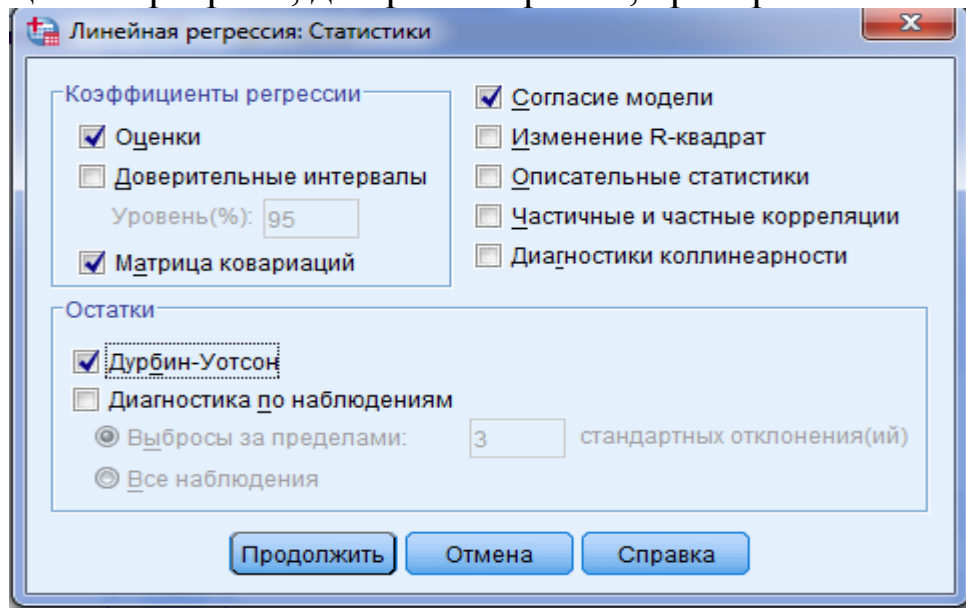 Линейная регрессия: Статистики
Коэффициенты регрессии
Оценки
Доверительные интервалы
Уровень(%): 95
Матрица ковариаций
Согласие модели
Изменение R-квадрат
Описательные статистики
Частичные и частные корреляции
Диагностики коллинеарности
Остатки
Дурбин-Уотсон
Диагностика по наблюдениям
Выбросы за пределами: 3 стандартных отклонения(ий)
Все наблюдения
Продолжить Отмена Справка